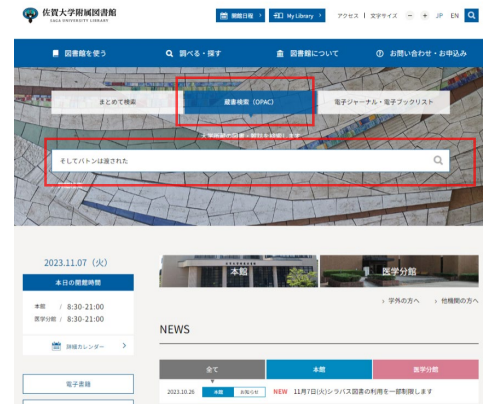 佐賀大学附属図書館
SAGA UNIVERSITY LIBRARY
開館日程 > My Library > アクセス | 文字サイズ － ＋ JP EN
図書館を使う 調べる・探す 図書館について お問い合わせ・お申込み
まとめて検索 蔵書検索（OPAC） 電子ジャーナル・電子ブックリスト
そしてバトンは渡された
2023.11.07（火）
本日の開館時間
本館 / 8:30-21:00
医学分館 / 8:30-21:00
詳細カレンダー >
電子書籍
本館 医学分館
› 学外の方へ › 他機関の方へ
NEWS
全て 本館 医学分館
2023.10.26 本館 お知らせ NEW 11月7日(火)シラバス図書の利用を一部制限します